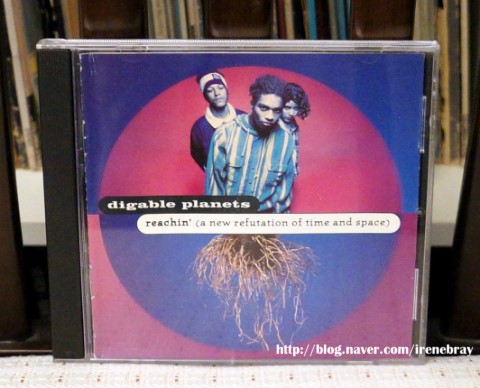 digable planets
reachin' (a new refutation of time and space)
http://blog.naver.com/irenebray